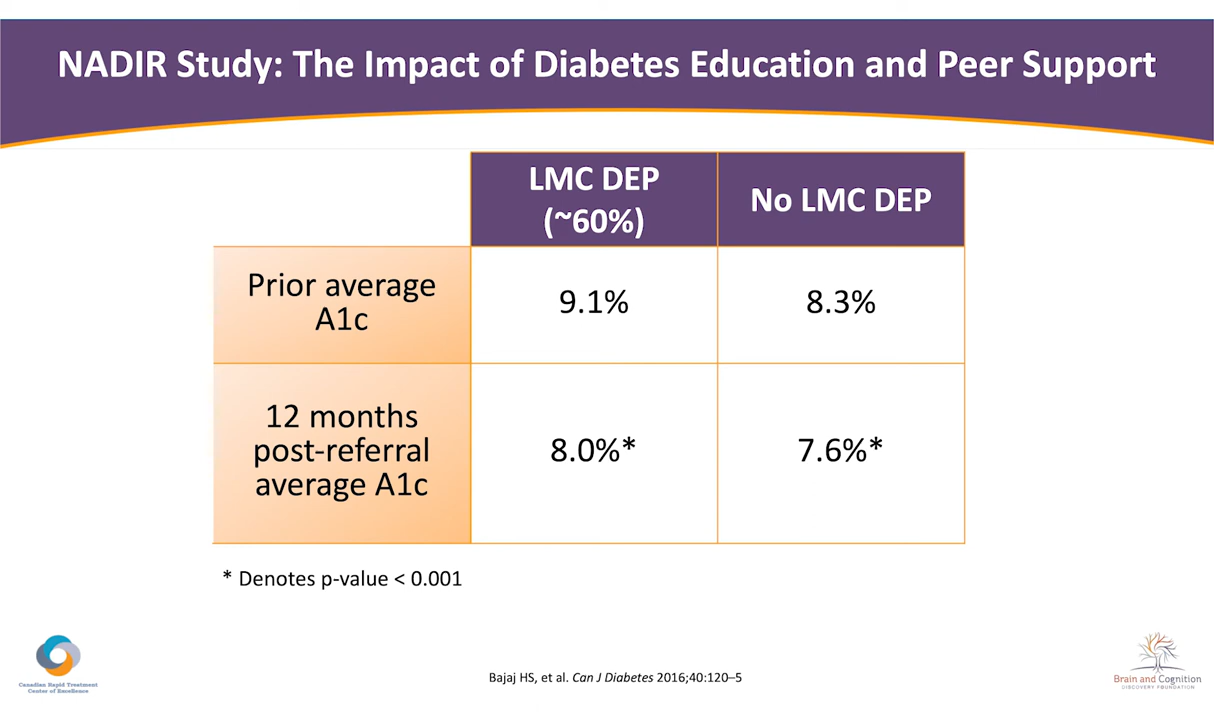 NADIR Study: The Impact of Diabetes Education and Peer Support
LMC DEP
(~60%)
No LMC DEP
Prior average
A1c
9.1%
8.3%
12 months
post-referral
average A1c
8.0%*
7.6%*
* Denotes p-value < 0.001
Canadian Rapid Treatment
Center of Excellence
Bajaj HS, et al. Can J Diabetes 2016;40:120–5
Brain and Cognition
DISCOVERY FOUNDATION